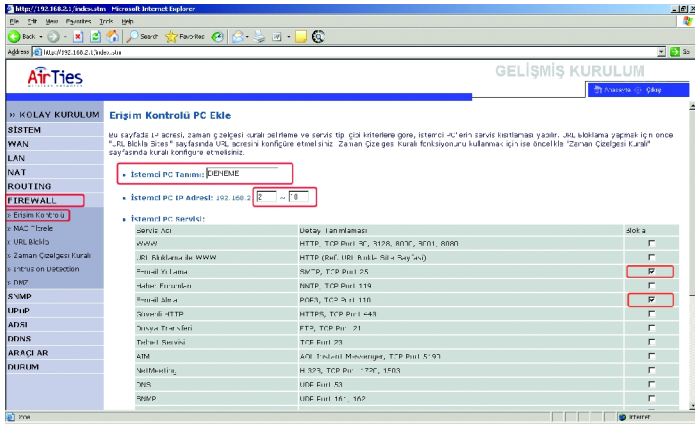 http://192.168.2.1/index.stm Microsoft Internet Explorer
File Edit View Favorites Tools Help
Back Search Favorites
Address http://192.168.2.1/index.stm Go
AirTies
GELİŞMİŞ KURULUM
Anasayfa Çıkış
» KOLAY KURULUM
SİSTEM
WAN
LAN
NAT
ROUTING
FIREWALL
» Erişim Kontrolü
» MAC Filtrele
» URL Blokla
» Zaman Çizelgesi Kuralı
» Intrusion Detection
» DMZ
SNMP
UPnP
ADSL
DDNS
ARAÇLAR
DURUM
Erişim Kontrolü PC Ekle
Bu sayfada IP adresi, zaman çizelgesi kuralı belirleme ve servis tipi gibi kriterlere göre, istemci PC'lerin servis kısıtlaması yapılır. URL Bloklama yapmak için önce
"URL Blokla Sites" sayfasında URL adresini konfigüre etmelisiniz. Zaman Çizelgesi Kuralı fonksiyonunu kullanmak için ise öncelikle "Zaman Çizelgesi Kuralı"
sayfasında kuralı konfigüre etmelisiniz.
İstemci PC Tanımı: DENEME
İstemci PC IP Adresi: 192.168.2. 2 ~
İstemci PC Servisi:
Servis Adı Detay Tanımlaması Blokla
WWW HTTP, TCP Port 80, 3128, 8000, 8001, 8080
URL Bloklama ile WWW HTTP (Ref. URL Blokla Site Sayfası)
E-mail Yollama SMTP, TCP Port 25
Haber Forumları NNTP, TCP Port 119
E-mail Alma POP3, TCP Port 110
Güvenli HTTP HTTPS, TCP Port 443
Dosya Transferi FTP, TCP Port 21
Telnet Servisi TCP Port 23
AIM AOL Instant Messenger, TCP Port 5190
NetMeeting H.323, TCP Port 1720, 1503
DNS UDP Port 53
SNMP UDP Port 161, 162
Done Internet